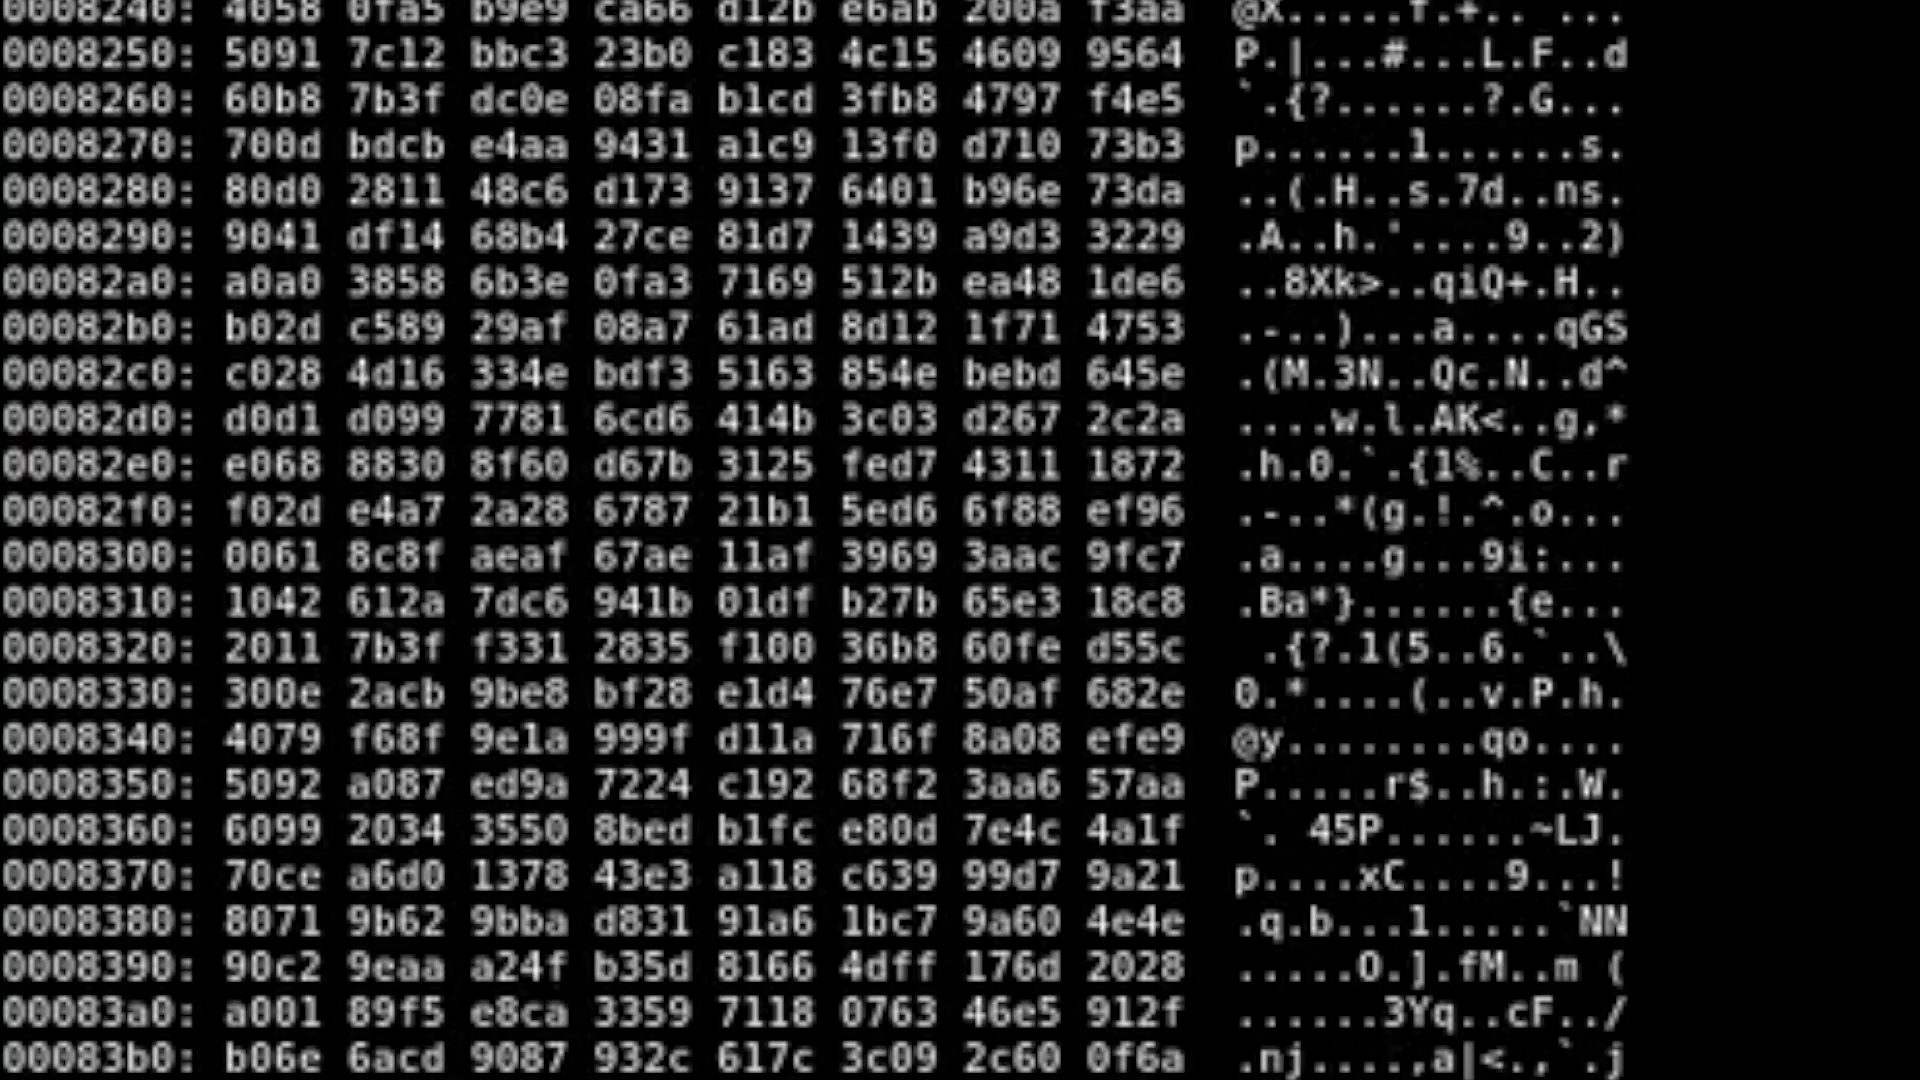 0008240: 4058 0fa5 b9e9 ca66 d12b e6ab 200a f3aa  @X.....f.+.. ...
0008250: 5091 7c12 bbc3 23b0 c183 4c15 4609 9564  P.|...#...L.F..d
0008260: 60b8 7b3f dc0e 08fa b1cd 3fb8 4797 f4e5  `.{?......?.G...
0008270: 700d bdcb e4aa 9431 a1c9 13f0 d710 73b3  p......1......s.
0008280: 80d0 2811 48c6 d173 9137 6401 b96e 73da  ..(.H..s.7d..ns.
0008290: 9041 df14 68b4 27ce 81d7 1439 a9d3 3229  .A..h.'....9..2)
00082a0: a0a0 3858 6b3e 0fa3 7169 512b ea48 1de6  ..8Xk>..qiQ+.H..
00082b0: b02d c589 29af 08a7 61ad 8d12 1f71 4753  .-..)...a....qGS
00082c0: c028 4d16 334e bdf3 5163 854e bebd 645e  .(M.3N..Qc.N..d^
00082d0: d0d1 d099 7781 6cd6 414b 3c03 d267 2c2a  ....w.l.AK<..g,*
00082e0: e068 8830 8f60 d67b 3125 fed7 4311 1872  .h.0.`.{1%..C..r
00082f0: f02d e4a7 2a28 6787 21b1 5ed6 6f88 ef96  .-..*(g.!.^.o...
0008300: 0061 8c8f aeaf 67ae 11af 3969 3aac 9fc7  .a....g...9i:...
0008310: 1042 612a 7dc6 941b 01df b27b 65e3 18c8  .Ba*}......{e...
0008320: 2011 7b3f f331 2835 f100 36b8 60fe d55c   .{?.1(5..6.`..\
0008330: 300e 2acb 9be8 bf28 e1d4 76e7 50af 682e  0.*....(..v.P.h.
0008340: 4079 f68f 9e1a 999f d11a 716f 8a08 efe9  @y........qo....
0008350: 5092 a087 ed9a 7224 c192 68f2 3aa6 57aa  P.....r$..h.:.W.
0008360: 6099 2034 3550 8bed b1fc e80d 7e4c 4a1f  `. 45P......~LJ.
0008370: 70ce a6d0 1378 43e3 a118 c639 99d7 9a21  p....xC....9...!
0008380: 8071 9b62 9bba d831 91a6 1bc7 9a60 4e4e  .q.b...1.....`NN
0008390: 90c2 9eaa a24f b35d 8166 4dff 176d 2028  .....O.].fM..m (
00083a0: a001 89f5 e8ca 3359 7118 0763 46e5 912f  ......3Yq..cF../
00083b0: b06e 6acd 9087 932c 617c 3c09 2c60 0f6a  .nj....,a|<.,`.j